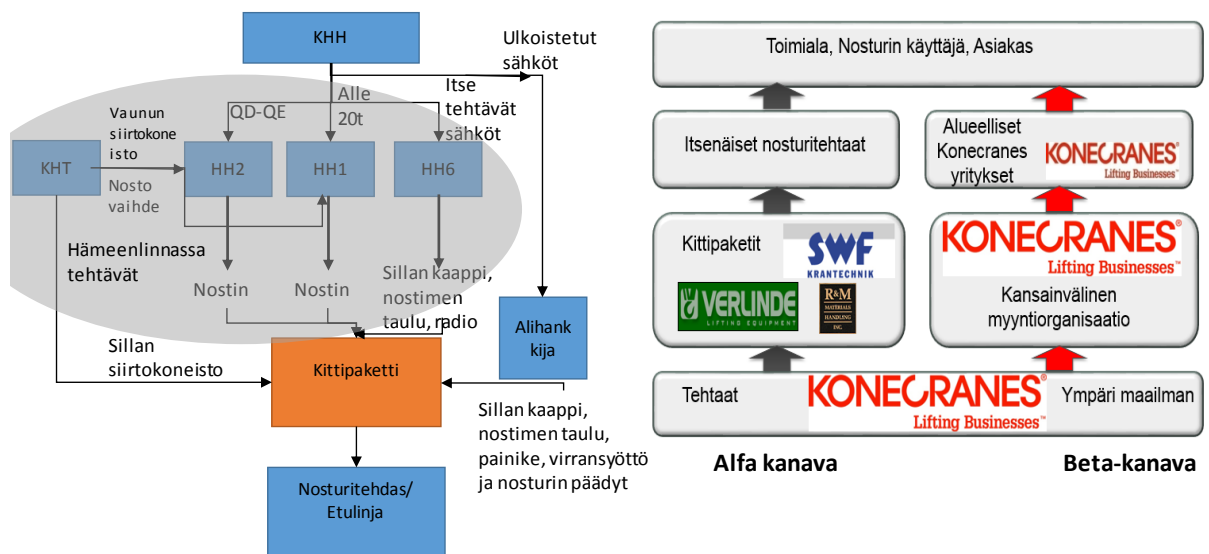 KHH
Ulkoistetut
sähköt
Alle
20t
Itse
tehtävät
sähköt
QD-QE
Vaunun
siirtokone
isto
KHT
HH2
HH1
HH6
Nosto
vaihde
Hämeenlinnassa
tehtävät
Nostin
Nostin
Sillan kaappi,
nostimen
taulu, radio
Alihank
kija
Sillan
siirtokoneisto
Kittipaketti
Sillan kaappi,
nostimen taulu,
painike, virransyöttö
ja nosturin päädyt
Nosturitehdas/
Etulinja
Toimiala, Nosturin käyttäjä, Asiakas
Itsenäiset nosturitehtaat
Alueelliset
Konecranes
yritykset
KONECRANES®
Lifting Businesses™
Kittipaketit
SWF
KRANTECHNIK
VERLINDE
LIFTING EQUIPMENT
R&M
MATERIALS
HANDLING
INC.
KONECRANES®
Lifting Businesses™
Kansainvälinen
myyntiorganisaatio
Tehtaat
KONECRANES®
Lifting Businesses™
Ympäri maailman
Alfa kanava
Beta-kanava